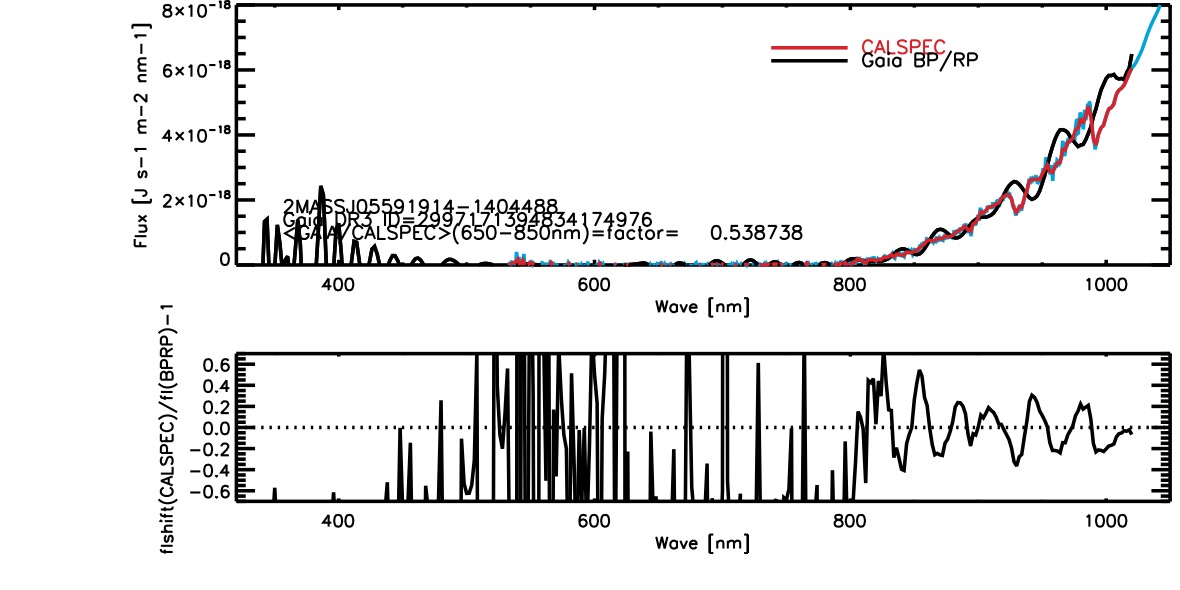 8×10⁻¹⁸
6×10⁻¹⁸
4×10⁻¹⁸
2×10⁻¹⁸
0
Flux [J s−1 m−2 nm−1]
CALSPEC
Gaia BP/RP
2MASSJ05591914−1404488
Gaia DR3 ID=2997171394834174976
<GAIA/CALSPEC>(650−850nm)=factor= 0.538738
400 600 800 1000
Wave [nm]
flshift(CALSPEC)/fl(BPRP)−1
0.6
0.4
0.2
0.0
−0.2
−0.4
−0.6
400 600 800 1000
Wave [nm]